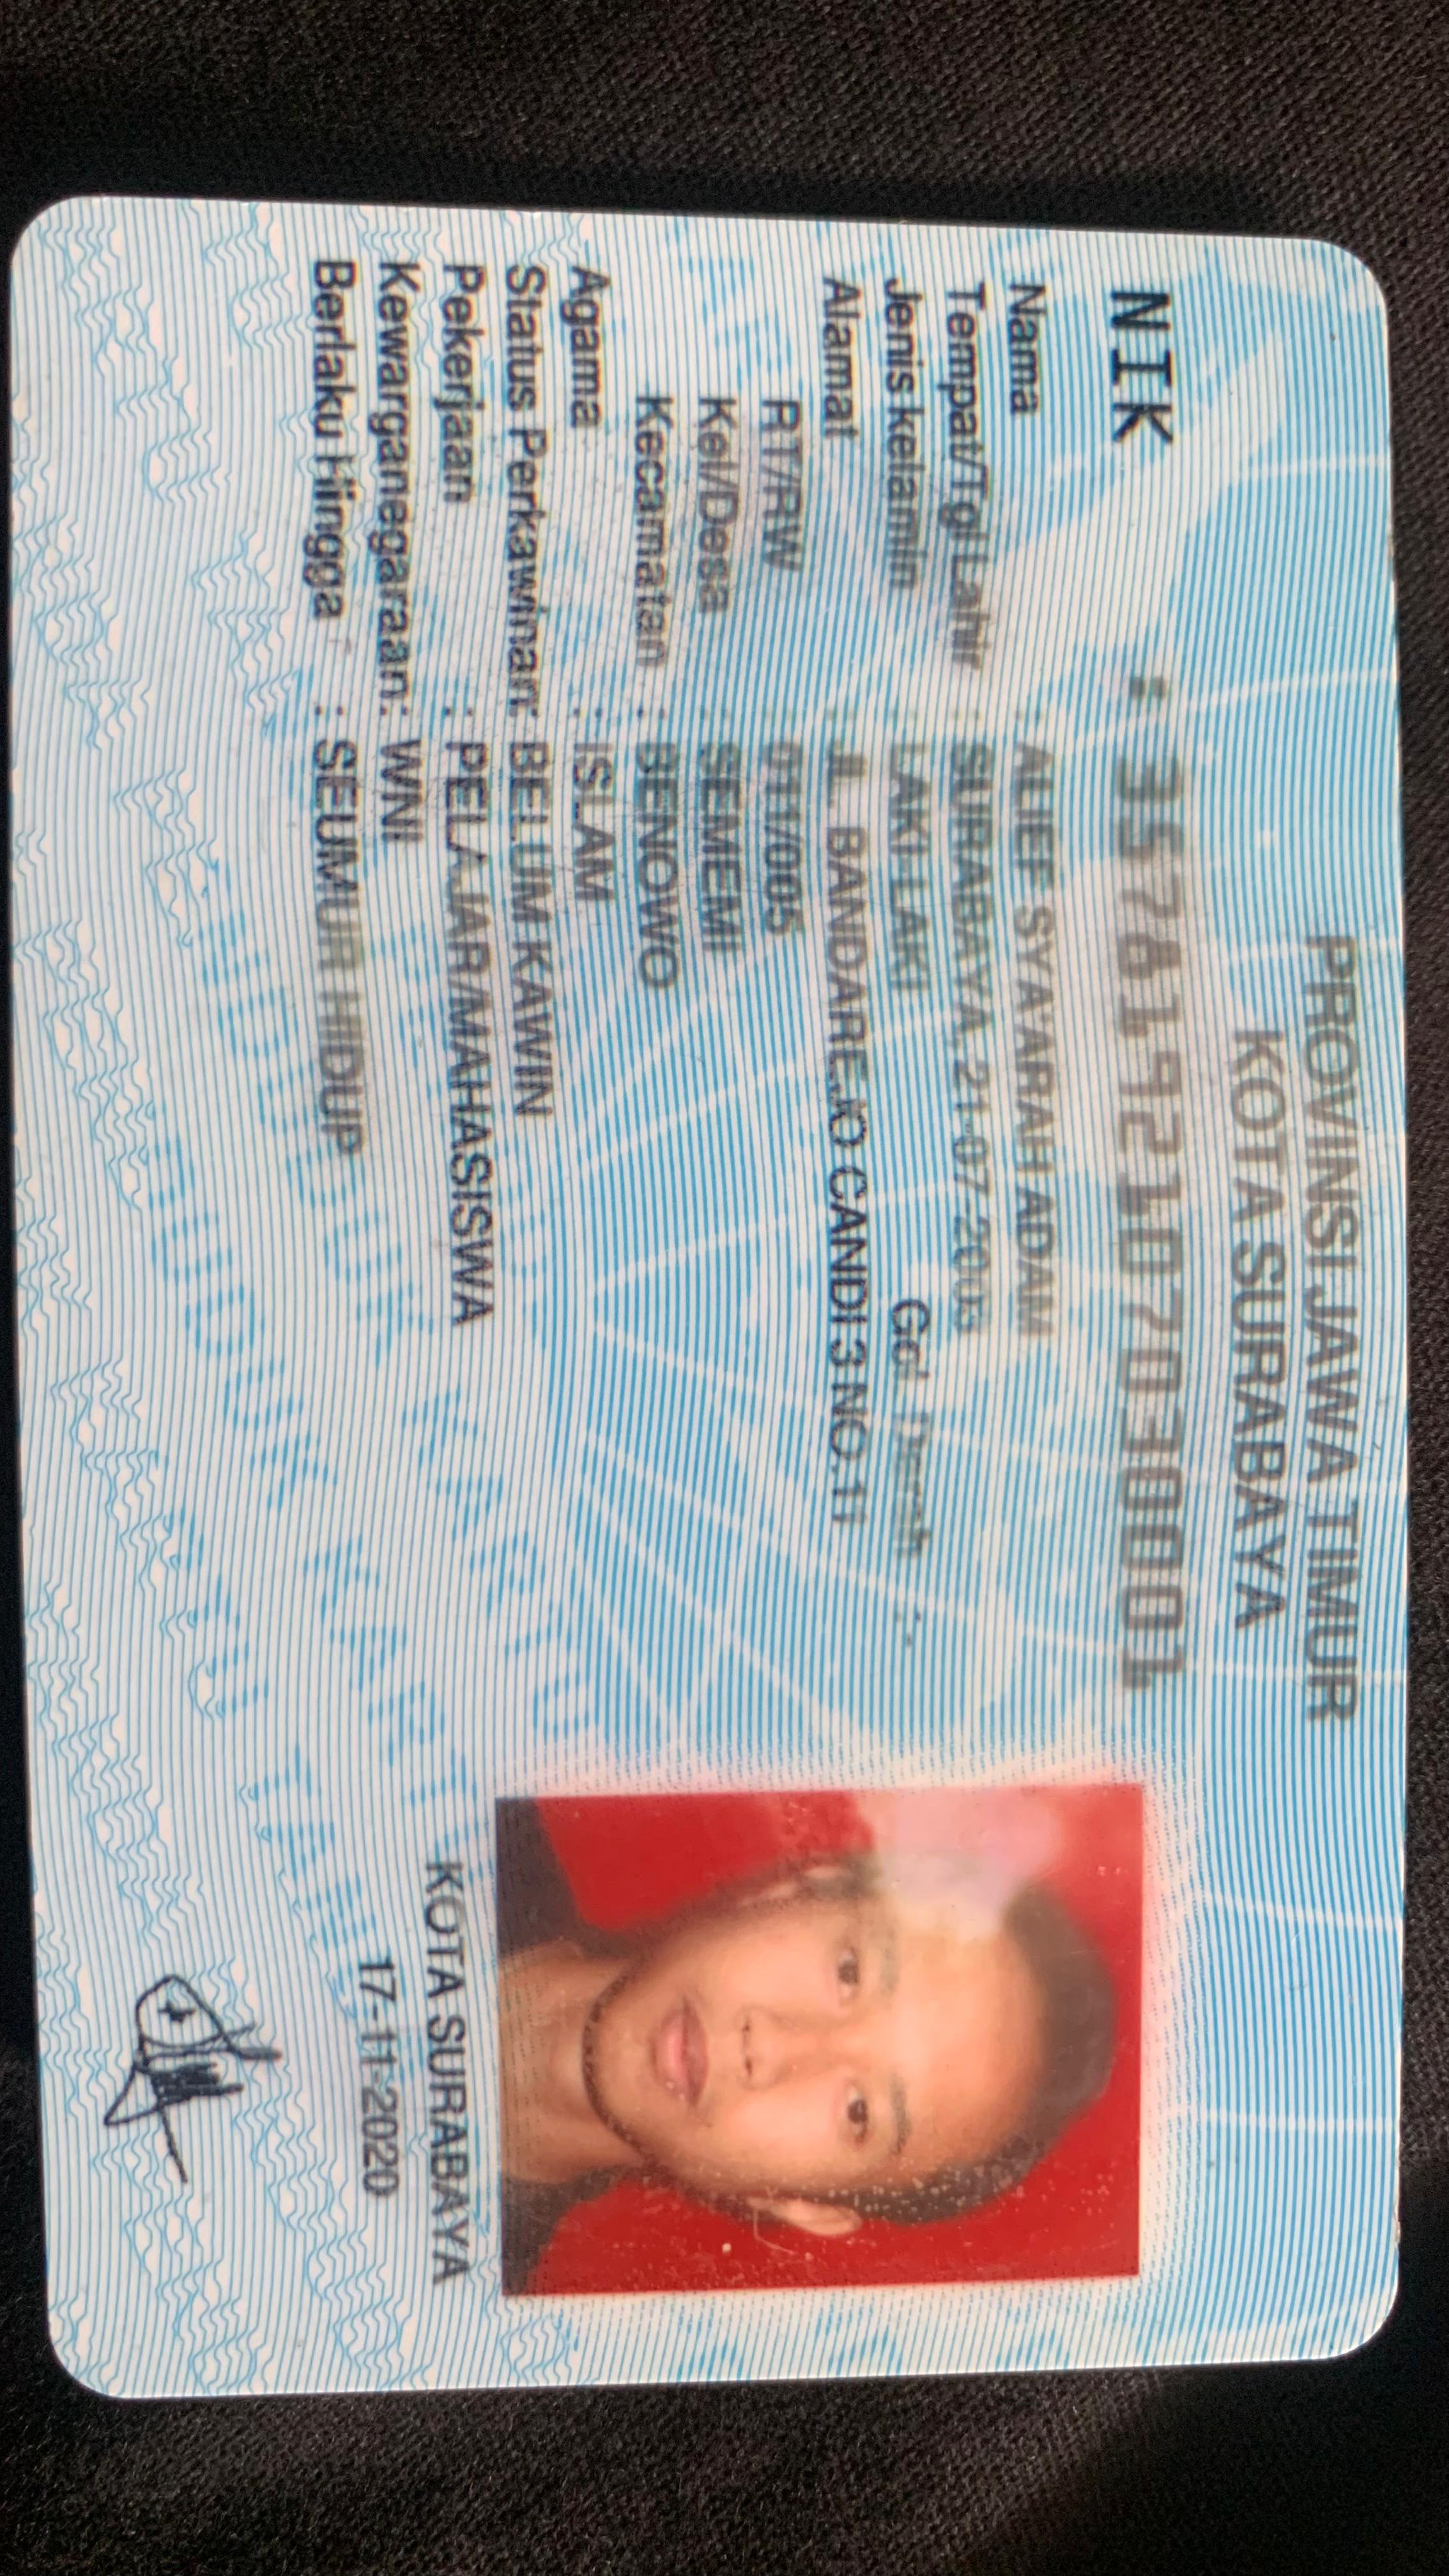 PROVINSI JAWA TIMUR
KOTA SURABAYA
NIK : 3578192107030001
Nama : ALIEF SYA'ARAH ADAM
Tempat/Tgl Lahir : SURABAYA, 21-07-2003
Jenis kelamin : LAKI-LAKI Gol. Darah : -
Alamat : JL. BANDAREJO CANDI 3 NO.11
RT/RW : /005
Kel/Desa : SEMEMI
Kecamatan : BENOWO
Agama : ISLAM
Status Perkawinan: BELUM KAWIN
Pekerjaan : PELAJAR/MAHASISWA
Kewarganegaraan: WNI
Berlaku Hingga : SEUMUR HIDUP
KOTA SURABAYA
17-11-2020